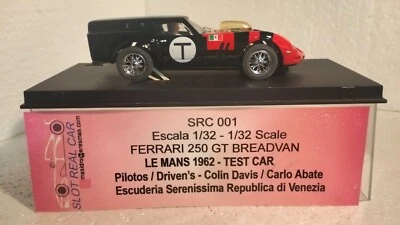 T
SRC 001
Escala 1/32 - 1/32 Scale
FERRARI 250 GT BREADVAN
LE MANS 1962 - TEST CAR
Pilotos / Driven's - Colin Davis / Carlo Abate
Escuderia Sereníssima Republica di Venezia
SLOT REAL CAR